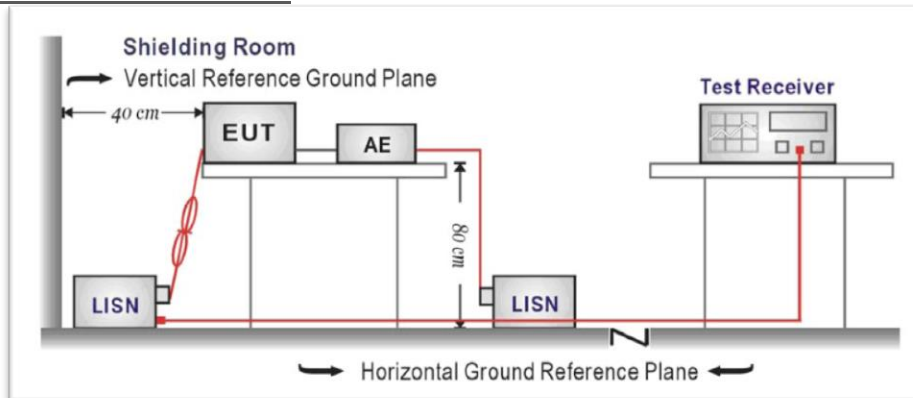 Shielding Room
Vertical Reference Ground Plane
40 cm
EUT
AE
Test Receiver
80 cm
LISN
LISN
Horizontal Ground Reference Plane